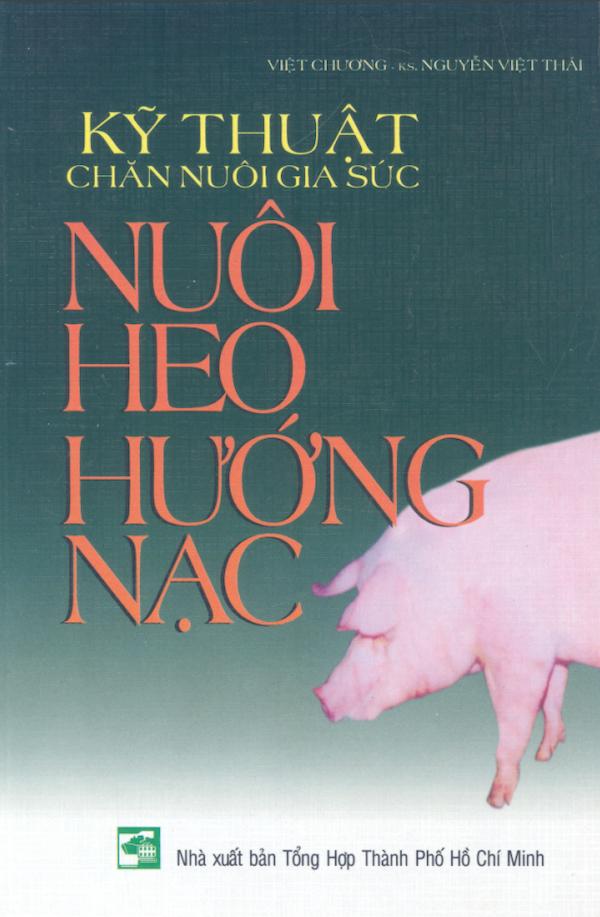 VIỆT CHƯƠNG - KS. NGUYỄN VIỆT THÁI
KỸ THUẬT
CHĂN NUÔI GIA SÚC
NUÔI
HEO
HƯỚNG
NẠC
Nhà xuất bản Tổng Hợp Thành Phố Hồ Chí Minh